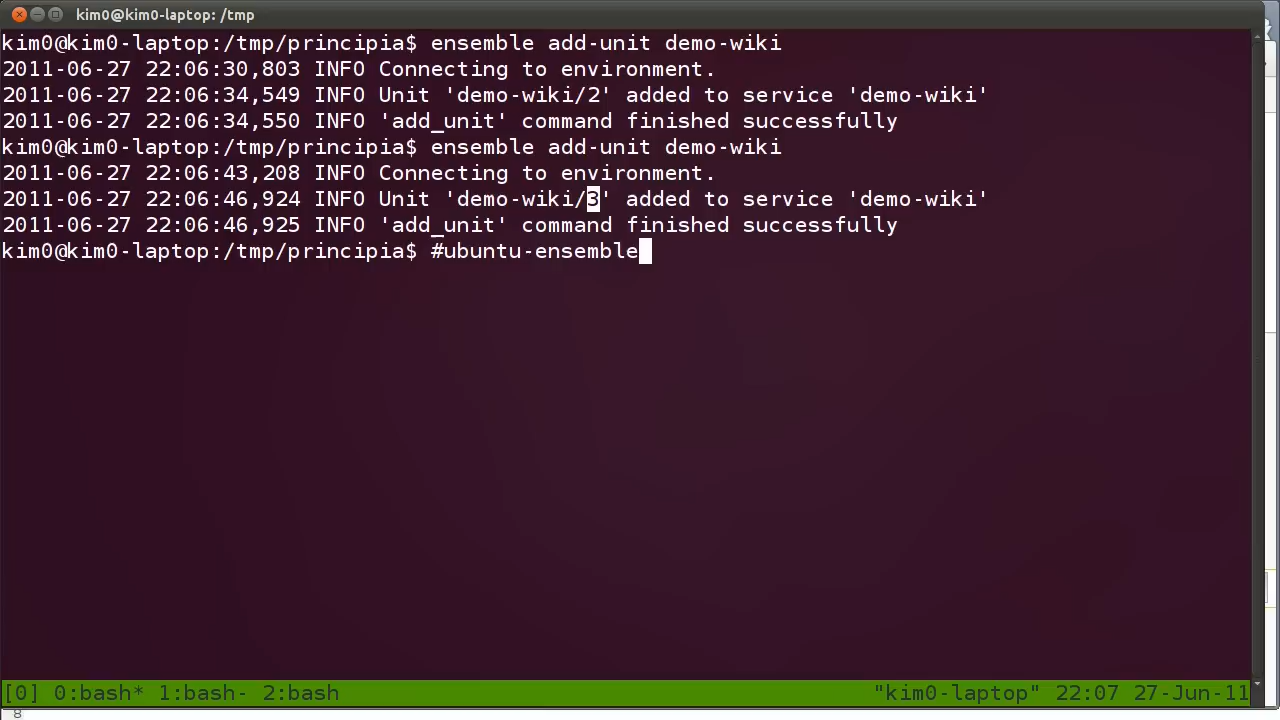 kim0@kim0-laptop: /tmp
kim0@kim0-laptop:/tmp/principia$ ensemble add-unit demo-wiki
2011-06-27 22:06:30,803 INFO Connecting to environment.
2011-06-27 22:06:34,549 INFO Unit 'demo-wiki/2' added to service 'demo-wiki'
2011-06-27 22:06:34,550 INFO 'add_unit' command finished successfully
kim0@kim0-laptop:/tmp/principia$ ensemble add-unit demo-wiki
2011-06-27 22:06:43,208 INFO Connecting to environment.
2011-06-27 22:06:46,924 INFO Unit 'demo-wiki/3' added to service 'demo-wiki'
2011-06-27 22:06:46,925 INFO 'add_unit' command finished successfully
kim0@kim0-laptop:/tmp/principia$ #ubuntu-ensemble
[0] 0:bash* 1:bash- 2:bash "kim0-laptop" 22:07 27-Jun-11